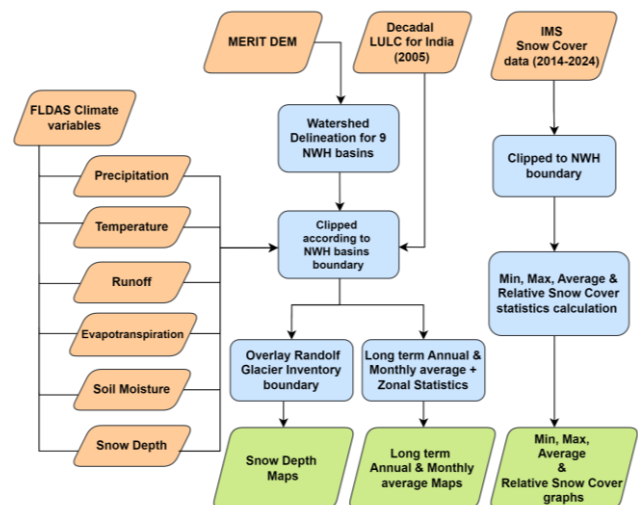 MERIT DEM
Decadal
LULC for India
(2005)
IMS
Snow Cover
data (2014-2024)
FLDAS Climate
variables
Precipitation
Temperature
Runoff
Evapotranspiration
Soil Moisture
Snow Depth
Watershed
Delineation for 9
NWH basins
Clipped
according to
NWH basins
boundary
Clipped to NWH
boundary
Min, Max, Average &
Relative Snow Cover
statistics calculation
Overlay Randolf
Glacier Inventory
boundary
Long term Annual &
Monthly average +
Zonal Statistics
Snow Depth
Maps
Long term
Annual & Monthly
average Maps
Min, Max,
Average
&
Relative Snow Cover
graphs